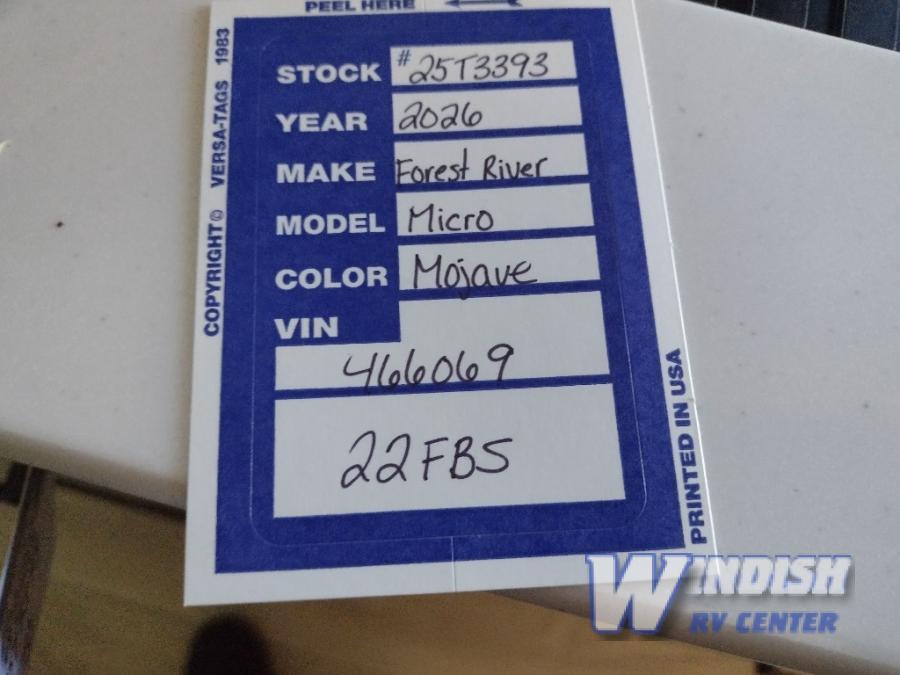 PEEL HERE
COPYRIGHT © VERSA-TAGS 1983
STOCK #25T3393
YEAR 2026
MAKE Forest River
MODEL Micro
COLOR Mojave
VIN
466069
22FBS
PRINTED IN USA
WINDISH
RV CENTER